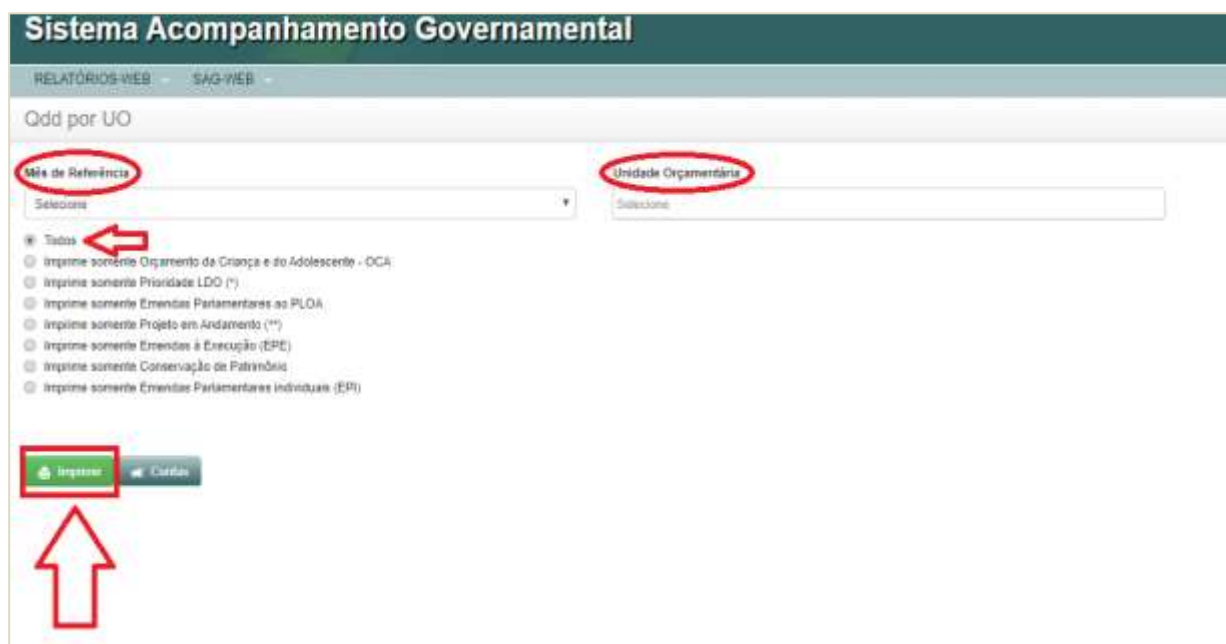 Sistema Acompanhamento Governamental
RELATÓRIOS-WEB SAG-WEB
Qdd por UO
Mês de Referência
Selecione
Unidade Orçamentária
Selecione
Todos
Imprime somente Orçamento da Criança e do Adolescente - OCA
Imprime somente Prioridade LDO (*)
Imprime somente Emendas Parlamentares ao PLOA
Imprime somente Projeto em Andamento (**)
Imprime somente Emendas à Execução (EPE)
Imprime somente Conservação de Patrimônio
Imprime somente Emendas Parlamentares individuais (EPI)
Imprimir